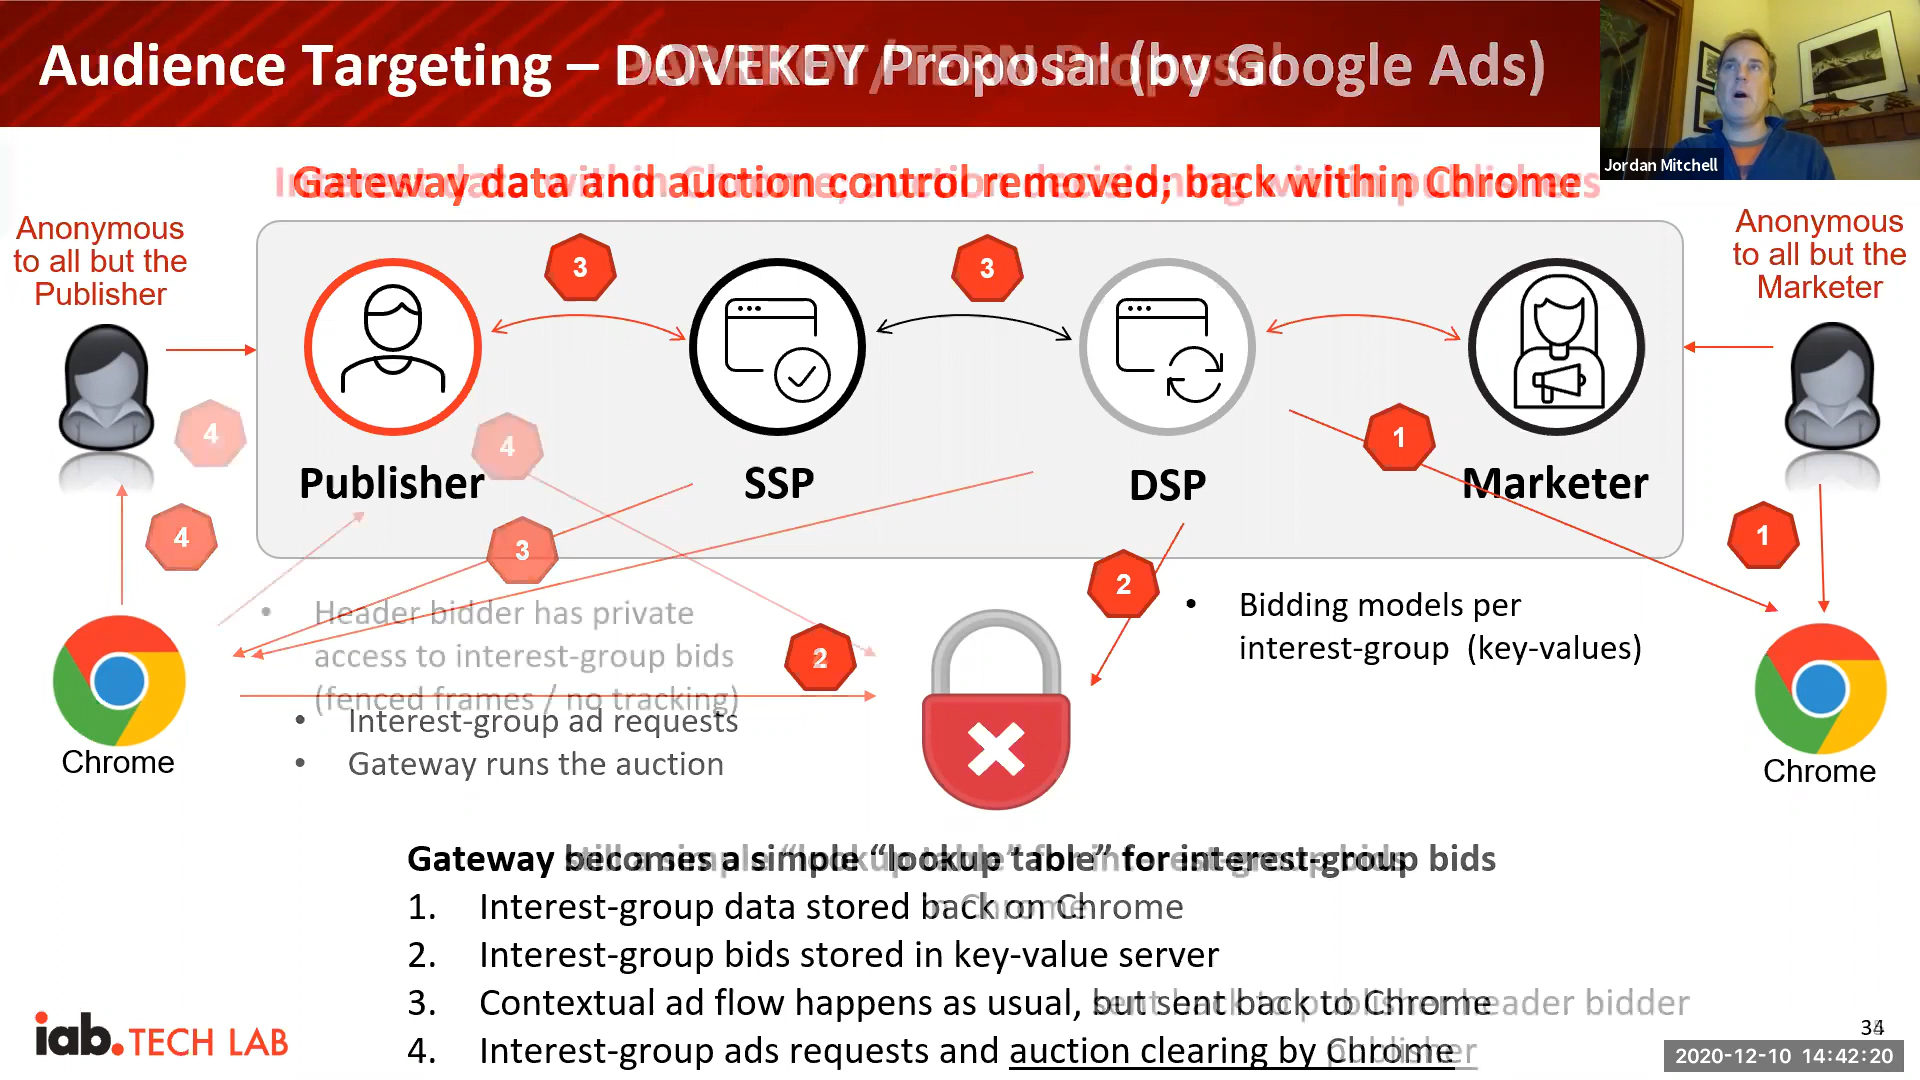 Audience Targeting – DOVEKEY Proposal (by Google Ads)
Jordan Mitchell
Gateway data and auction control removed; back within Chrome
Anonymous
to all but the
Publisher
Anonymous
to all but the
Marketer
3
3
4
4
1
Publisher
SSP
DSP
Marketer
4
3
1
2
Header bidder has private
access to interest-group bids
(fenced frames / no tracking)
2
• Bidding models per
interest-group (key-values)
• Interest-group ad requests
• Gateway runs the auction
Chrome
Chrome
Gateway becomes a simple “lookup table” for interest-group bids
1. Interest-group data stored back on Chrome
2. Interest-group bids stored in key-value server
3. Contextual ad flow happens as usual, but sent back to Chrome
header bidder
4. Interest-group ads requests and auction clearing by Chrome
iab.TECH LAB
2020-12-10 14:42:20